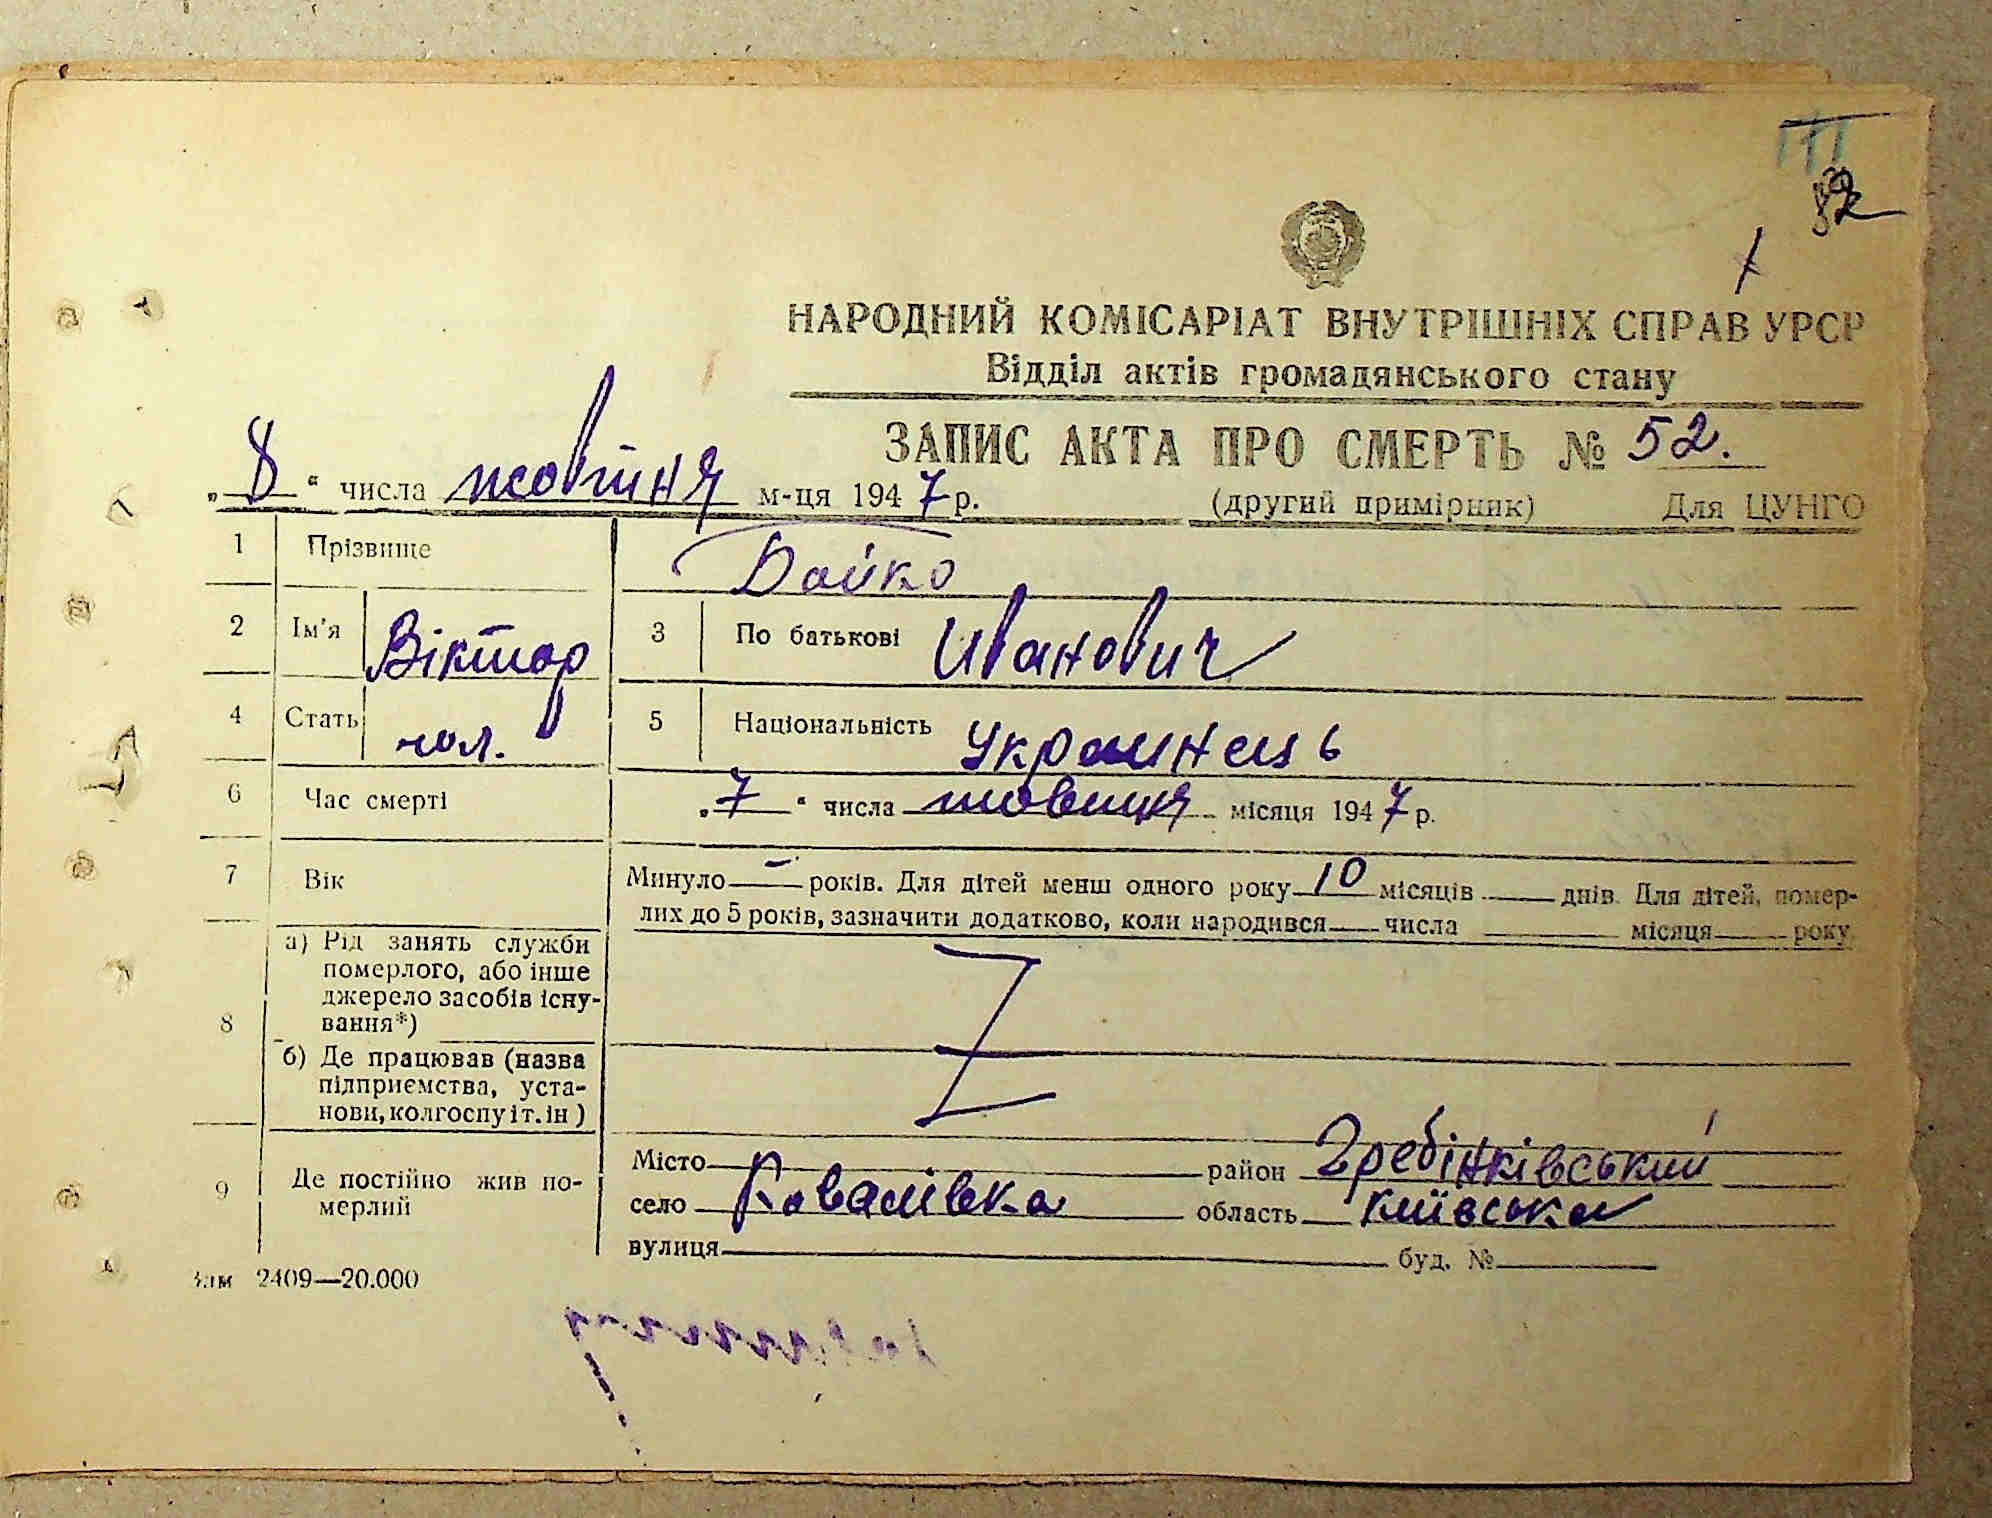 82
НАРОДНИЙ КОМІСАРІАТ ВНУТРІШНІХ СПРАВ УРСР
Відділ актів громадянського стану
ЗАПИС АКТА ПРО СМЕРТЬ № 52.
„ 8 “ числа жовтня м-ця 1947 р. (другий примірник) Для ЦУНГО
1 Прізвище Бойко
2 Ім'я Віктор 3 По батькові Иванович
4 Стать чол. 5 Національність украинець
6 Час смерті „ 7 “ числа жовтня місяця 1947 р.
7 Вік Минуло — років. Для дітей менш одного року 10 місяців днів. Для дітей, помер-
лих до 5 років, зазначити додатково, коли народився числа місяця року
8 а) Рід занять служби
померлого, або інше
джерело засобів існу-
вання*)
б) Де працював (назва
підприємства, уста-
нови, колгоспу і т. ін)
9 Де постійно жив по-
мерлий
Місто район Гребінківський
село Ковалівка область Київська
вулиця буд. №
Зам 2409—20.000